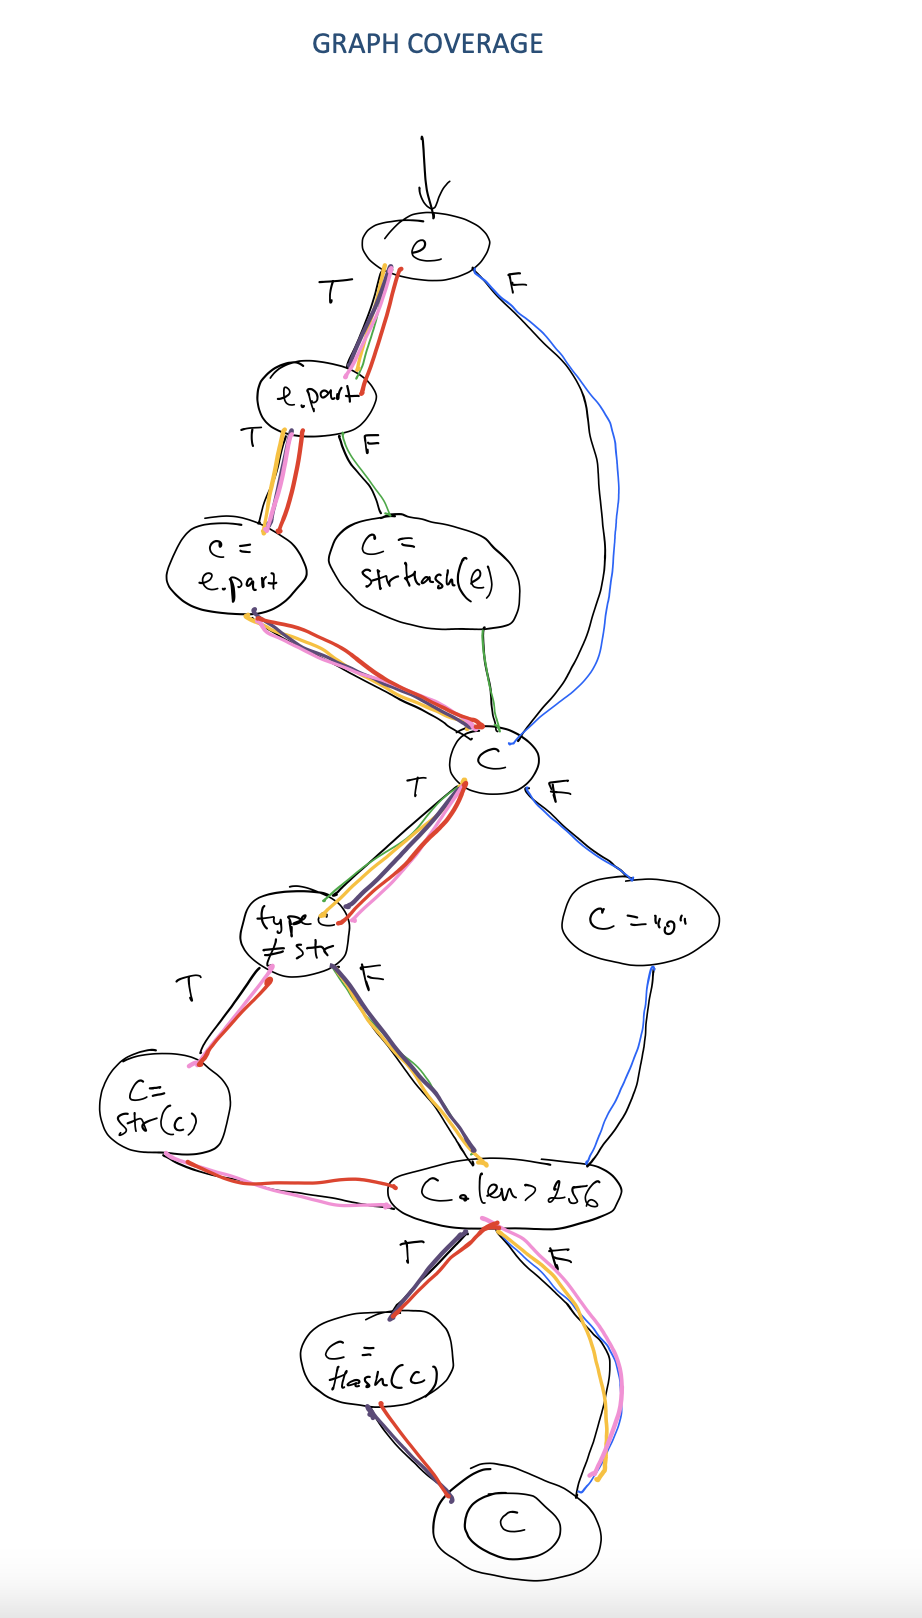 GRAPH COVERAGE
e
T
F
e.part
T
F
C =
e.part
C =
strHash(e)
C
T
F
type C
≠ str
C = "0"
T
F
C=
str(c)
C.len > 256
T
F
C =
Hash(c)
C